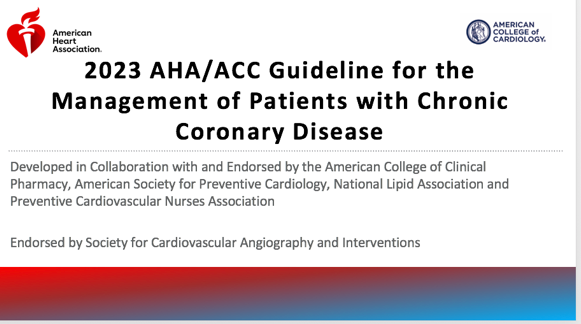 American
Heart
Association.
AMERICAN
COLLEGE of
CARDIOLOGY.
2023 AHA/ACC Guideline for the
Management of Patients with Chronic
Coronary Disease
Developed in Collaboration with and Endorsed by the American College of Clinical
Pharmacy, American Society for Preventive Cardiology, National Lipid Association and
Preventive Cardiovascular Nurses Association
Endorsed by Society for Cardiovascular Angiography and Interventions